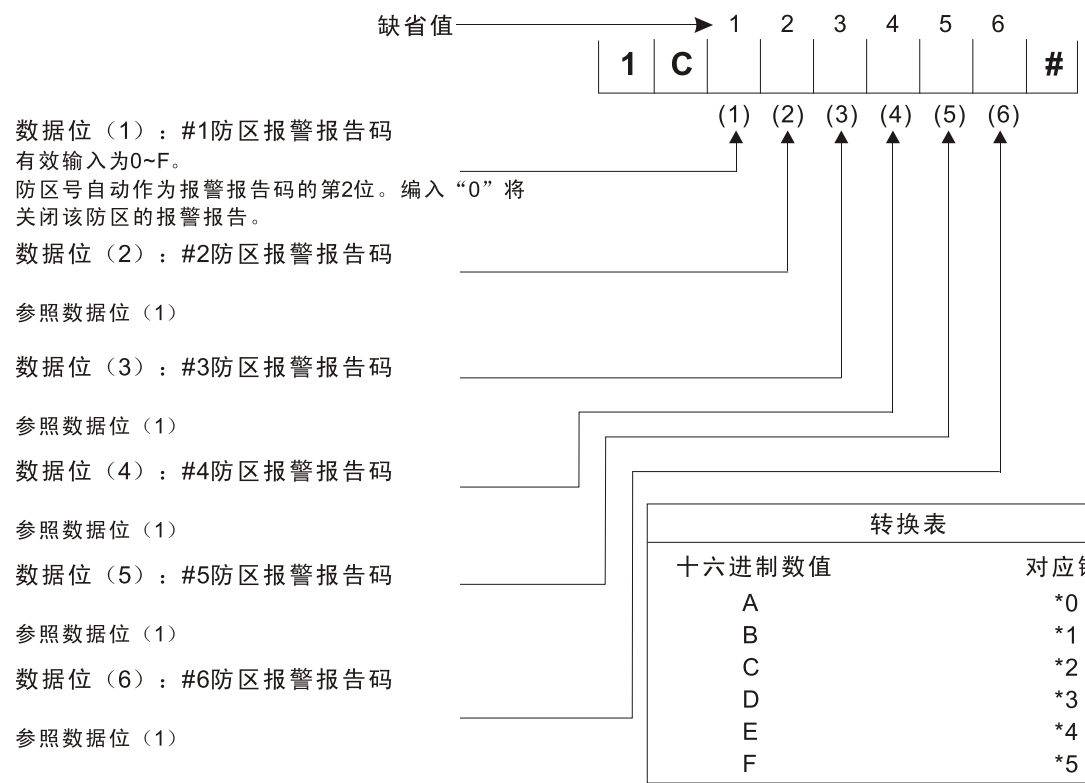 缺省值 1 2 3 4 5 6
1 C #
(1) (2) (3) (4) (5) (6)
数据位（1）：#1防区报警报告码
有效输入为0~F。
防区号自动作为报警报告码的第2位。编入“0”将
关闭该防区的报警报告。
数据位（2）：#2防区报警报告码
参照数据位（1）
数据位（3）：#3防区报警报告码
参照数据位（1）
数据位（4）：#4防区报警报告码
参照数据位（1）
数据位（5）：#5防区报警报告码
参照数据位（1）
数据位（6）：#6防区报警报告码
参照数据位（1）
转换表
十六进制数值 对应
A *0
B *1
C *2
D *3
E *4
F *5